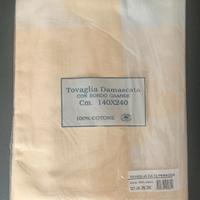 Tovaglia Damascata
CON BORDO GRANDE
Cm. 140X240
100% COTONE